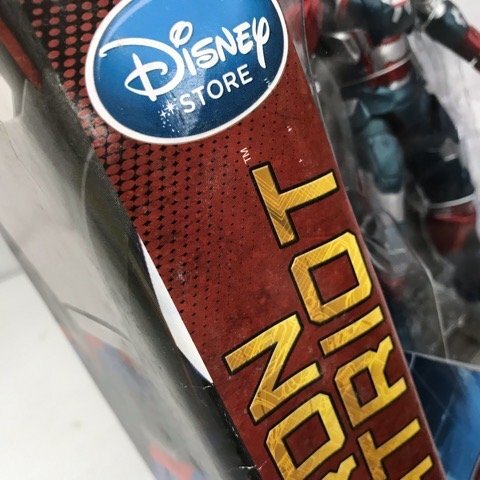 Disney
STORE
™
RON
TRIOT